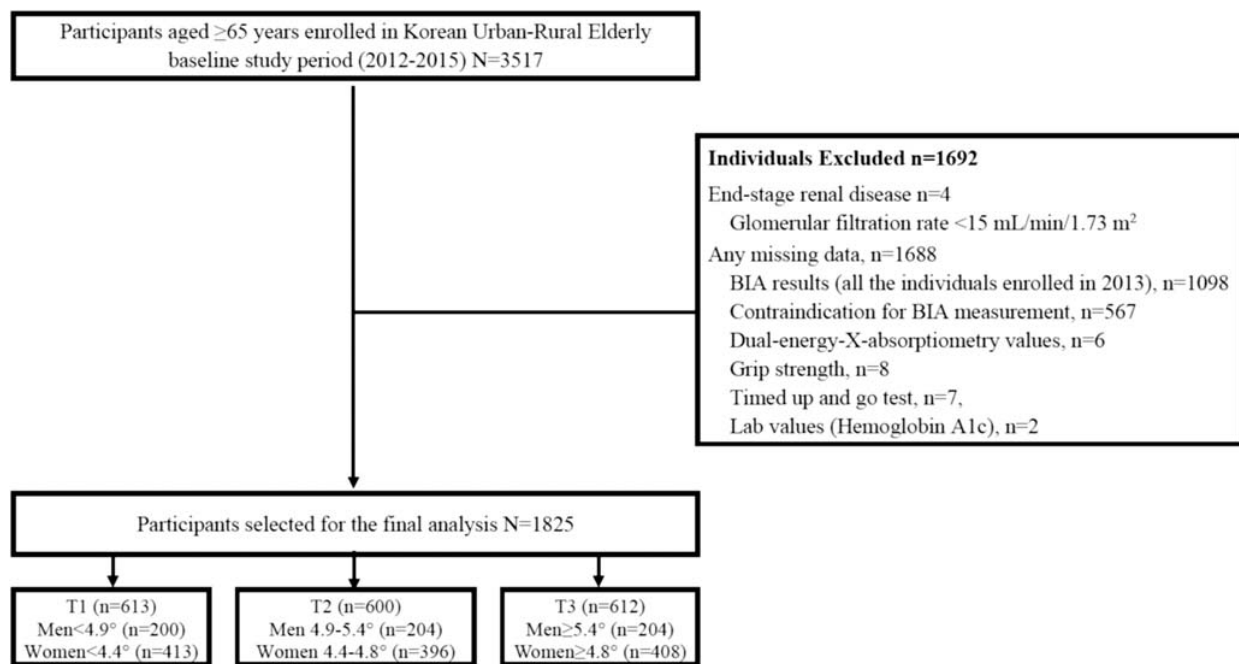 Participants aged ≥65 years enrolled in Korean Urban-Rural Elderly
baseline study period (2012-2015) N=3517
Individuals Excluded n=1692
End-stage renal disease n=4
Glomerular filtration rate <15 mL/min/1.73 m²
Any missing data, n=1688
BIA results (all the individuals enrolled in 2013), n=1098
Contraindication for BIA measurement, n=567
Dual-energy-X-absorptiometry values, n=6
Grip strength, n=8
Timed up and go test, n=7,
Lab values (Hemoglobin A1c), n=2
Participants selected for the final analysis N=1825
T1 (n=613)
Men<4.9° (n=200)
Women<4.4° (n=413)
T2 (n=600)
Men 4.9-5.4° (n=204)
Women 4.4-4.8° (n=396)
T3 (n=612)
Men≥5.4° (n=204)
Women≥4.8° (n=408)